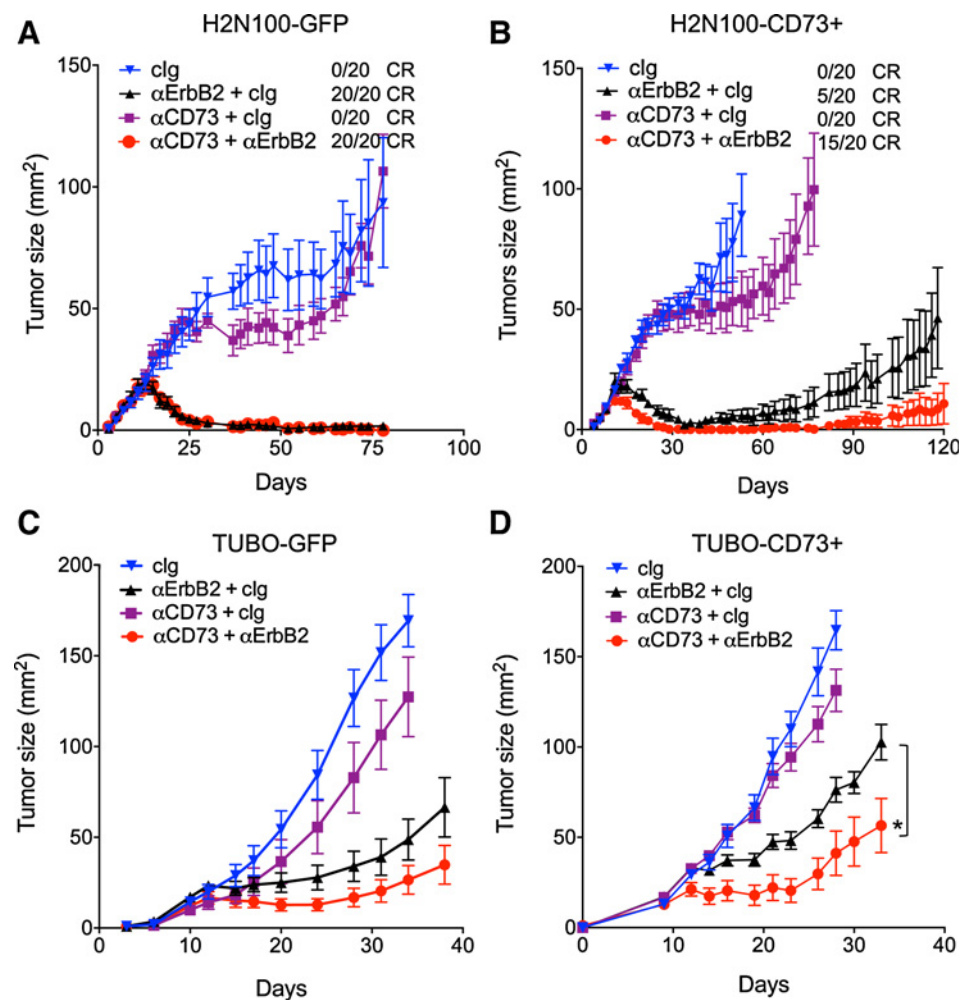 A
H2N100-GFP
150
100
50
0
Tumor size (mm²)
cIg 0/20 CR
αErbB2 + cIg 20/20 CR
αCD73 + cIg 0/20 CR
αCD73 + αErbB2 20/20 CR
0 25 50 75 100
Days
B
H2N100-CD73+
150
100
50
0
Tumors size (mm²)
cIg 0/20 CR
αErbB2 + cIg 5/20 CR
αCD73 + cIg 0/20 CR
αCD73 + αErbB2 15/20 CR
0 30 60 90 120
Days
C
TUBO-GFP
200
150
100
50
0
Tumor size (mm²)
cIg
αErbB2 + cIg
αCD73 + cIg
αCD73 + αErbB2
0 10 20 30 40
Days
D
TUBO-CD73+
200
150
100
50
0
Tumor size (mm²)
cIg
αErbB2 + cIg
αCD73 + cIg
αCD73 + αErbB2
*
0 10 20 30 40
Days